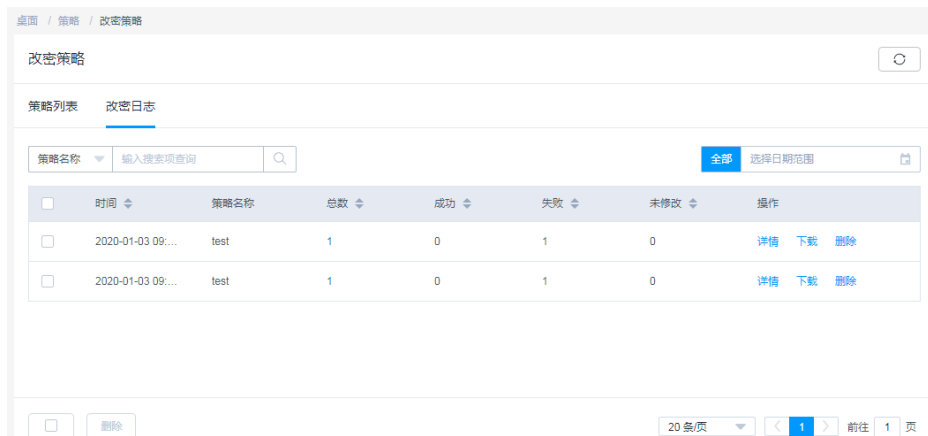 桌面 / 策略 / 改密策略
改密策略
策略列表 改密日志
策略名称 输入搜索项查询 全部 选择日期范围
时间 策略名称 总数 成功 失败 未修改 操作
2020-01-03 09:... test 1 0 1 0 详情 下载 删除
2020-01-03 09:... test 1 0 1 0 详情 下载 删除
删除 20 条/页 1 前往 1 页